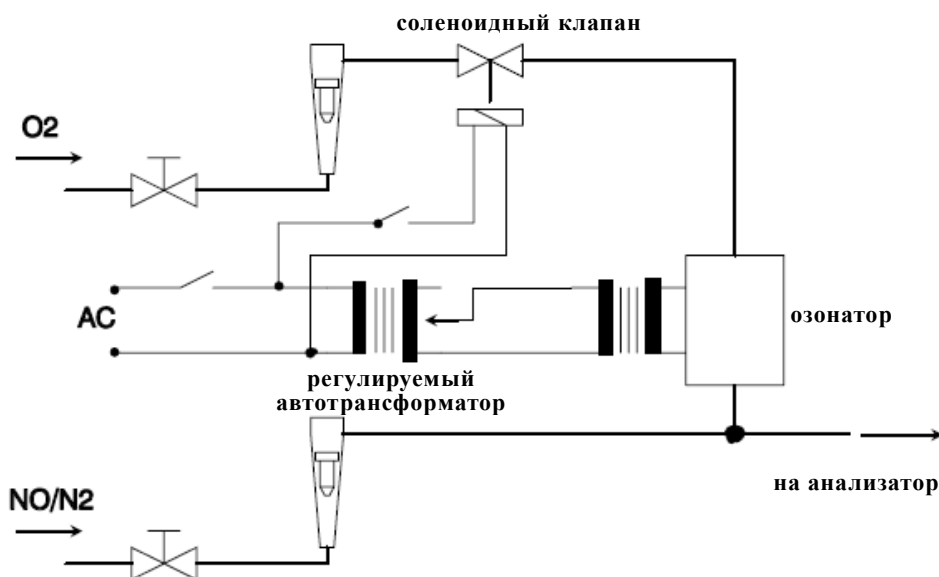 соленоидный клапан
O2
AC
озонатор
регулируемый
автотрансформатор
на анализатор
NO/N2